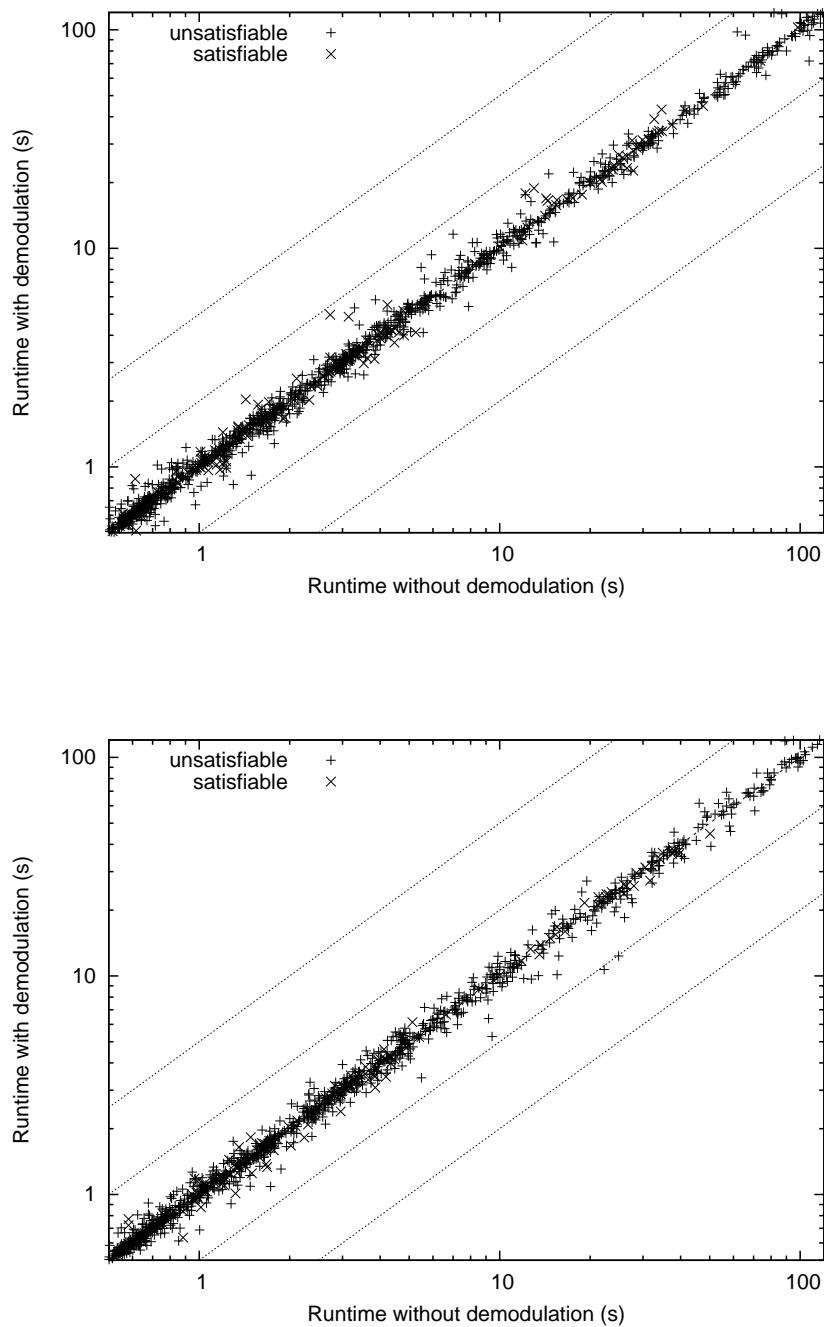 100
10
1
1 10 100
Runtime with demodulation (s)
Runtime without demodulation (s)
unsatisfiable
satisfiable
100
10
1
1 10 100
Runtime with demodulation (s)
Runtime without demodulation (s)
unsatisfiable
satisfiable